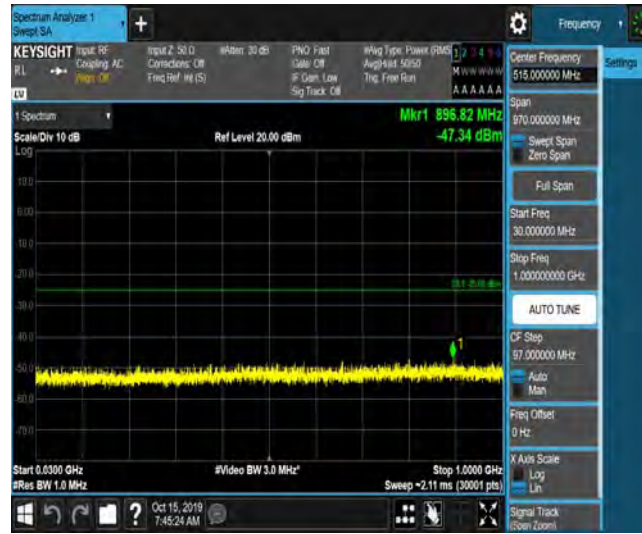 Spectrum Analyzer 1
Swept SA
+
Frequency
KEYSIGHT
RL
Input: RF
Coupling: AC
Align: Off
Input Z: 50 Ω
Corrections: Off
Freq Ref: Int (S)
#Atten: 30 dB
PNO: Fast
Gate: Off
IF Gain: Low
Sig Track: Off
#Avg Type: Power (RMS)
Avg|Hold: 50/50
Trig: Free Run
1 2 3 4 5 6
M W W W W W
A A A A A A
LV
1 Spectrum
Scale/Div 10 dB
Log
Ref Level 20.00 dBm
Mkr1 896.82 MHz
-47.34 dBm
10.0
0.00
-10.0
-20.0
-30.0
-40.0
-50.0
-60.0
-70.0
1
Start 0.0300 GHz
#Res BW 1.0 MHz
#Video BW 3.0 MHz*
Stop 1.0000 GHz
Sweep ~2.11 ms (30001 pts)
Oct 15, 2019
7:45:24 AM
?
Center Frequency
515.000000 MHz
Settings
Span
970.000000 MHz
Swept Span
Zero Span
Full Span
Start Freq
30.000000 MHz
Stop Freq
1.000000000 GHz
AUTO TUNE
CF Step
97.000000 MHz
Auto
Man
Freq Offset
0 Hz
X Axis Scale
Log
Lin
Signal Track
(Span Zoom)